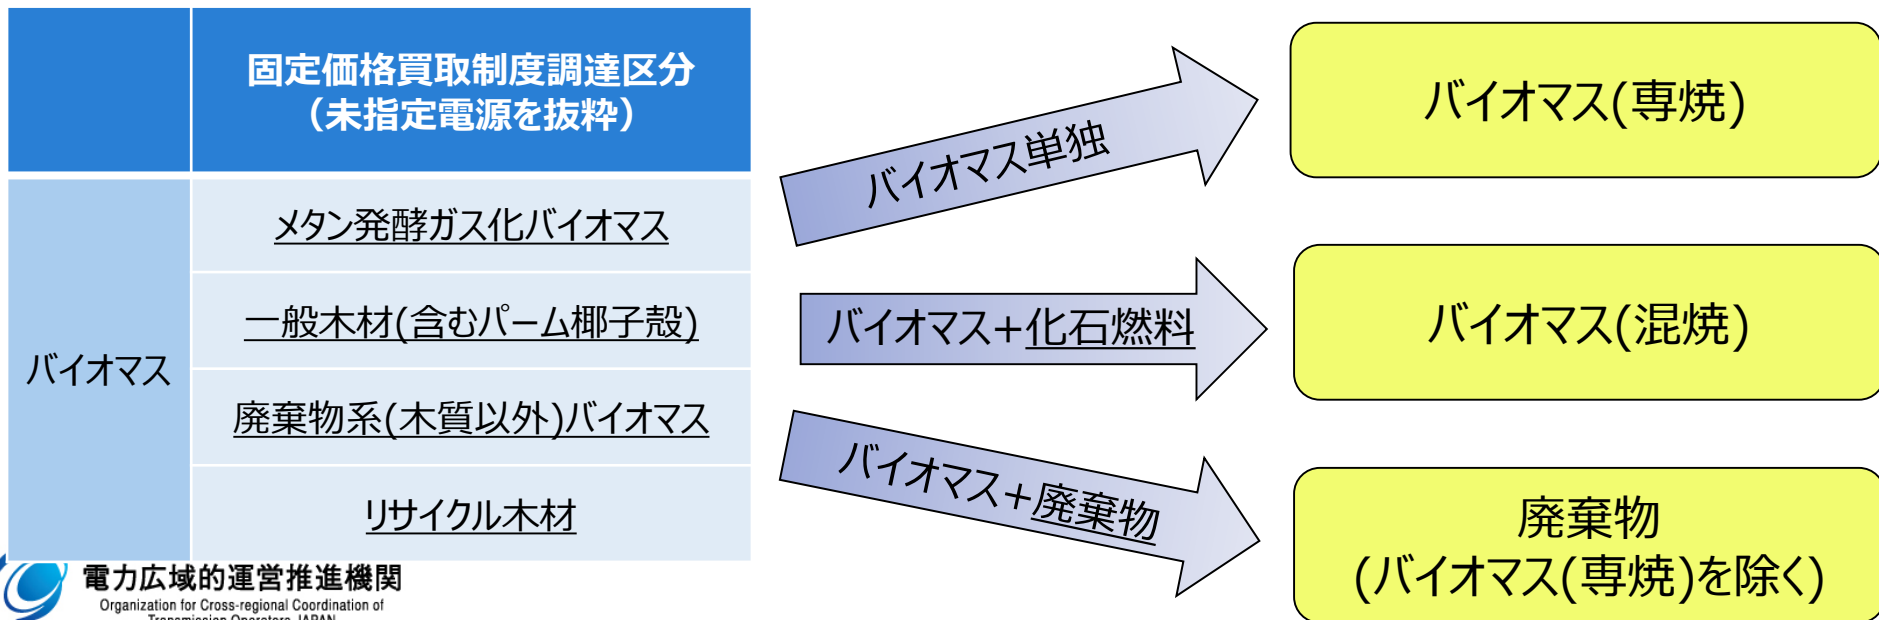 固定価格買取制度調達区分
（未指定電源を抜粋）
バイオマス
メタン発酵ガス化バイオマス
一般木材(含むパーム椰子殻)
廃棄物系(木質以外)バイオマス
リサイクル木材
バイオマス単独
バイオマス+化石燃料
バイオマス+廃棄物
バイオマス(専焼)
バイオマス(混焼)
廃棄物
(バイオマス(専焼)を除く)
電力広域的運営推進機関
Organization for Cross-regional Coordination of
Transmission Operators, JAPAN